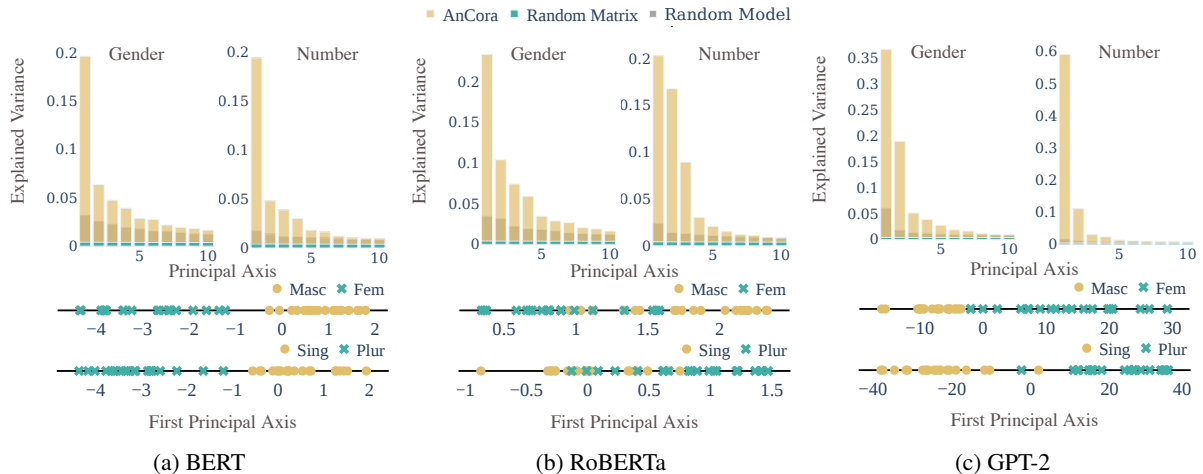 AnCora Random Matrix Random Model
Gender Number
0.2 0.15 0.1 0.05 0
0.2 0.15 0.1 0.05 0
Explained Variance
5 10 5 10
Principal Axis
Masc Fem
−4 −3 −2 −1 0 1 2
Sing Plur
−4 −3 −2 −1 0 1 2
First Principal Axis
(a) BERT
Gender Number
0.2 0.15 0.1 0.05 0
0.2 0.15 0.1 0.05 0
Explained Variance
5 10 5 10
Principal Axis
Masc Fem
0.5 1 1.5 2
Sing Plur
−1 −0.5 0 0.5 1 1.5
First Principal Axis
(b) RoBERTa
Gender Number
0.35 0.3 0.25 0.2 0.15 0.1 0.05 0
0.6 0.5 0.4 0.3 0.2 0.1 0
Explained Variance
5 10 5 10
Principal Axis
Masc Fem
−10 0 10 20 30
Sing Plur
−40 −20 0 20 40
First Principal Axis
(c) GPT-2